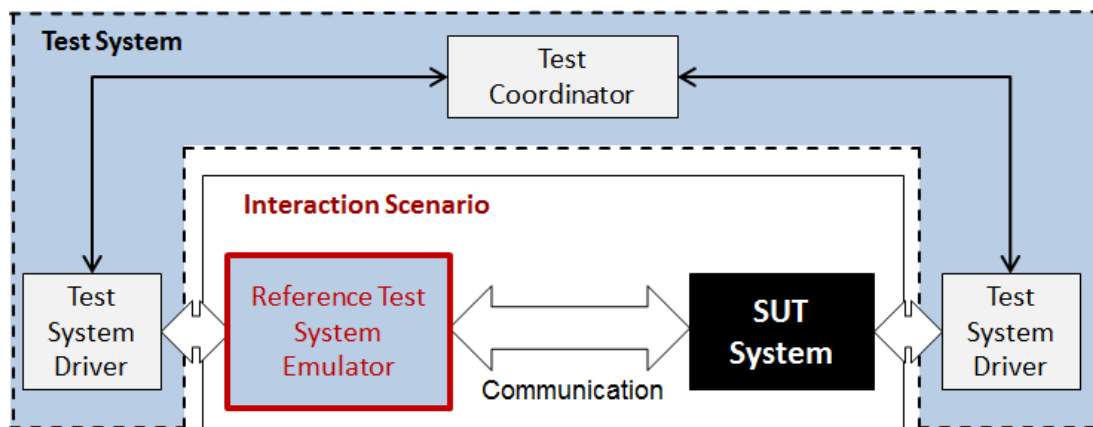 Test System
Test
Coordinator
Interaction Scenario
Test
System
Driver
Reference Test
System
Emulator
Communication
SUT
System
Test
System
Driver